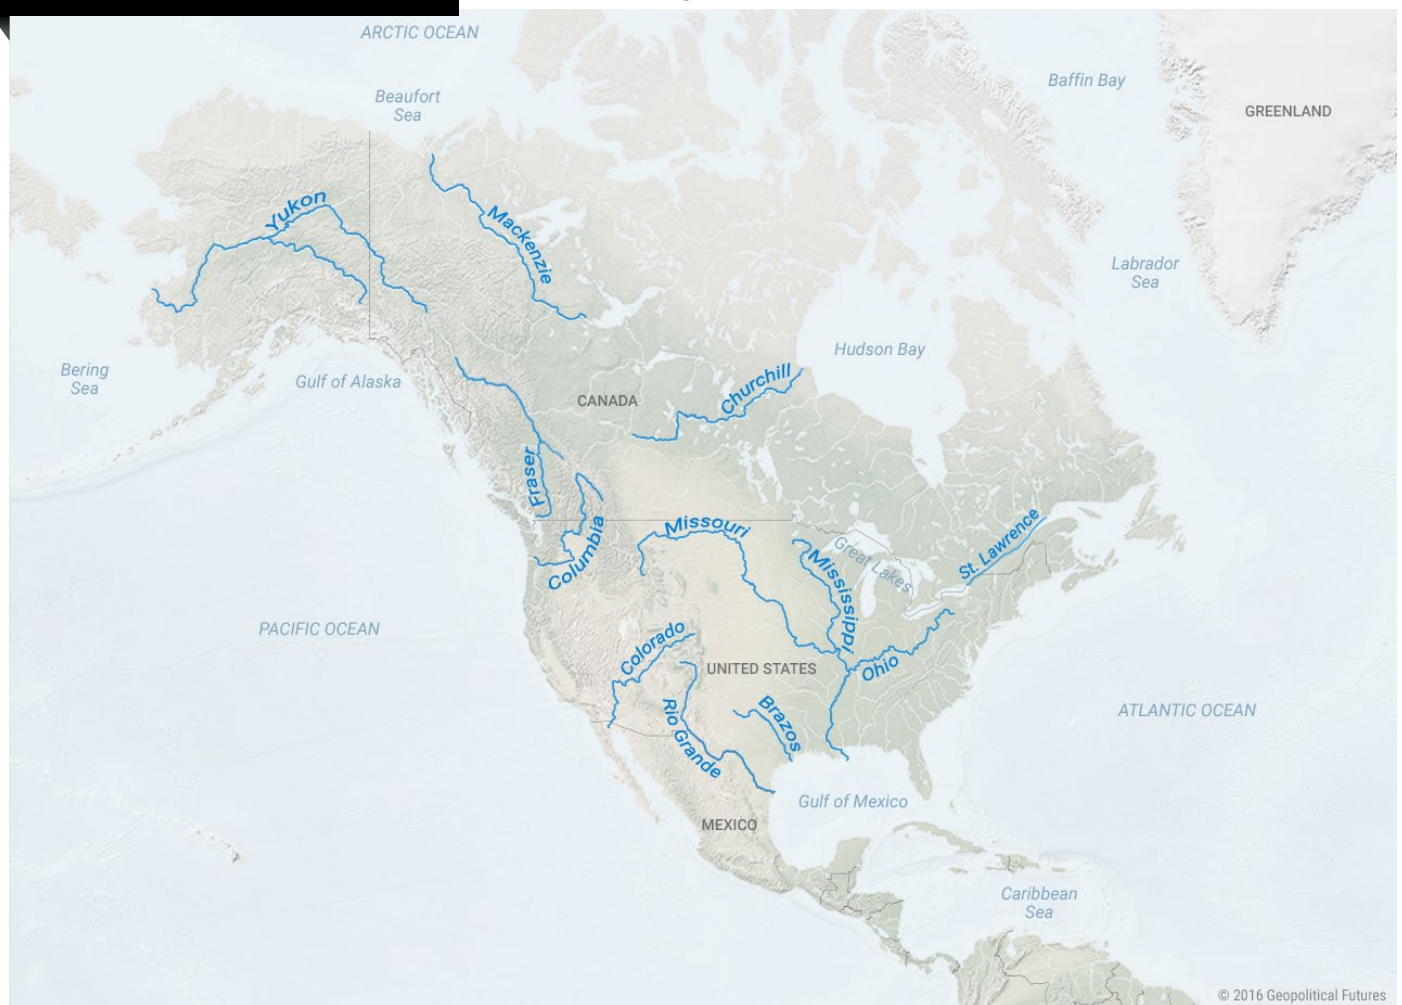 ARCTIC OCEAN
Baffin Bay
Beaufort
Sea
GREENLAND
Yukon
Mackenzie
Labrador
Sea
Hudson Bay
Bering
Sea
Gulf of Alaska
Churchill
CANADA
Fraser
Columbia
Missouri
Mississippi
Great Lakes
St. Lawrence
PACIFIC OCEAN
Colorado
UNITED STATES
Ohio
Rio Grande
Brazos
ATLANTIC OCEAN
Gulf of Mexico
MEXICO
Caribbean
Sea
© 2016 Geopolitical Futures